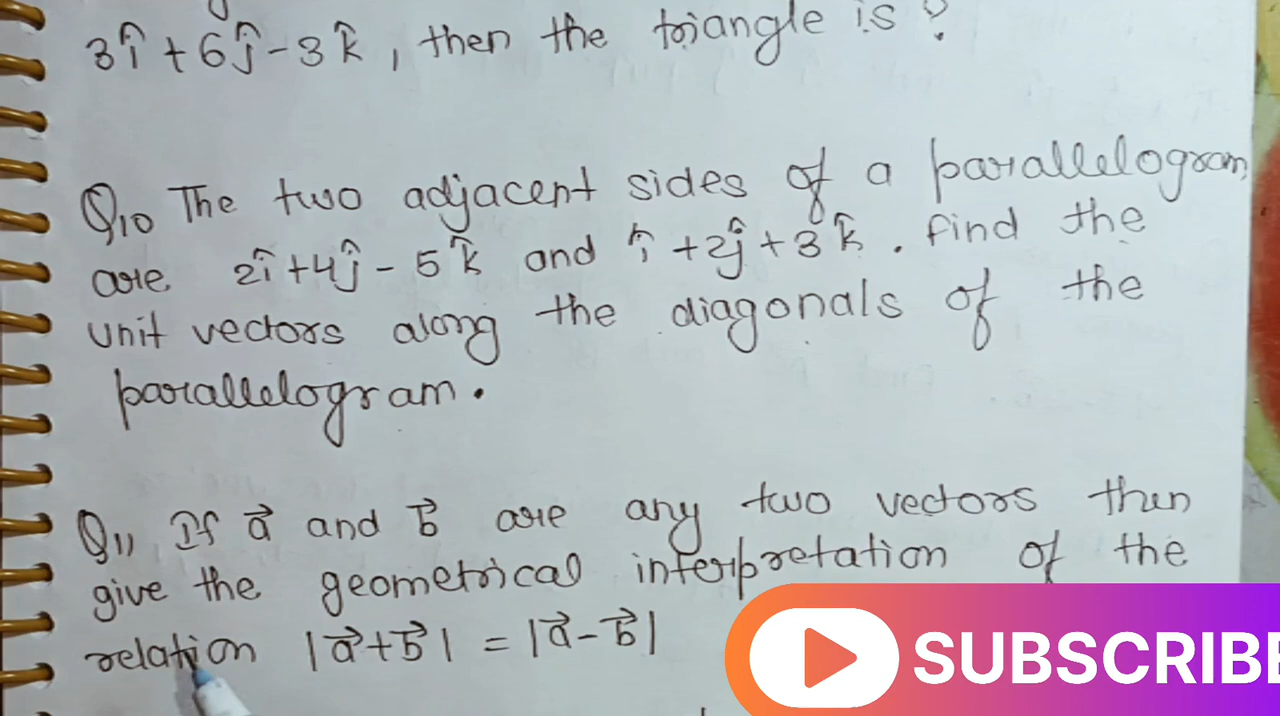 3î + 6ĵ - 3k̂, then the triangle is ?
Q10 The two adjacent sides of a parallelogram
are 2î + 4ĵ - 5k̂ and î + 2ĵ + 3k̂. find the
unit vectors along the diagonals of the
parallelogram.
Q11 If a⃗ and b⃗ are any two vectors then
give the geometrical interpretation of the
relation |a⃗ + b⃗| = |a⃗ - b⃗|
SUBSCRIBE